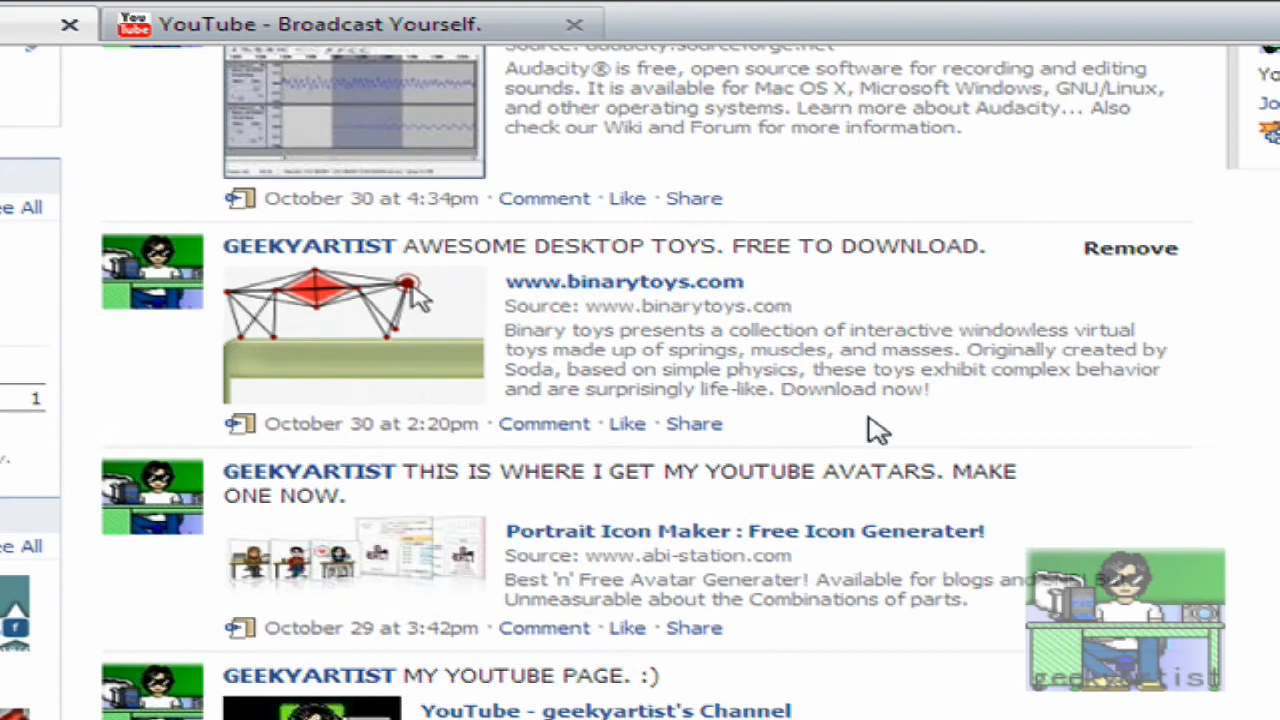 You Tube YouTube - Broadcast Yourself.
Source: audacity.sourceforge.net
Audacity® is free, open source software for recording and editing
sounds. It is available for Mac OS X, Microsoft Windows, GNU/Linux,
and other operating systems. Learn more about Audacity... Also
check our Wiki and Forum for more information.
October 30 at 4:34pm · Comment · Like · Share
See All
GEEKYARTIST AWESOME DESKTOP TOYS. FREE TO DOWNLOAD.
Remove
www.binarytoys.com
Source: www.binarytoys.com
Binary toys presents a collection of interactive windowless virtual
toys made up of springs, muscles, and masses. Originally created by
Soda, based on simple physics, these toys exhibit complex behavior
and are surprisingly life-like. Download now!
1
October 30 at 2:20pm · Comment · Like · Share
GEEKYARTIST THIS IS WHERE I GET MY YOUTUBE AVATARS. MAKE
ONE NOW.
ee All
Portrait Icon Maker : Free Icon Generater!
Source: www.abi-station.com
Best 'n' Free Avatar Generater! Available for blogs and
Unmeasurable about the Combinations of parts.
October 29 at 3:42pm · Comment · Like · Share
geekyartist
GEEKYARTIST MY YOUTUBE PAGE. :)
YouTube - geekyartist's Channel